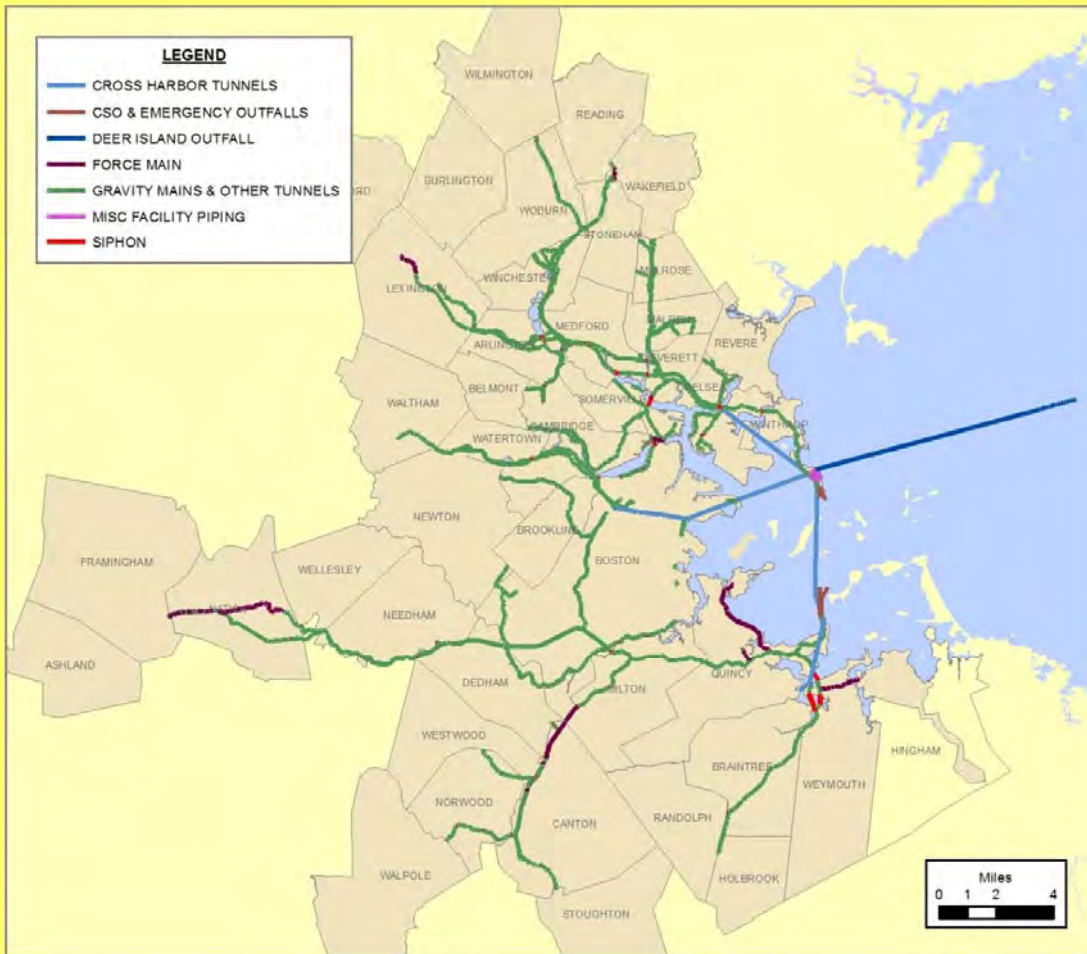 LEGEND
CROSS HARBOR TUNNELS
CSO & EMERGENCY OUTFALLS
DEER ISLAND OUTFALL
FORCE MAIN
GRAVITY MAINS & OTHER TUNNELS
MISC FACILITY PIPING
SIPHON
WILMINGTON
READING
BURLINGTON
WAKEFIELD
WOBURN
STONEHAM
MELROSE
WINCHESTER
LEXINGTON
MEDFORD
MALDEN
REVERE
ARLINGTON
EVERETT
BELMONT
CHELSEA
SOMERVILLE
WALTHAM
WINTHROP
CAMBRIDGE
WATERTOWN
NEWTON
BROOKLINE
BOSTON
FRAMINGHAM
WELLESLEY
NEEDHAM
NATICK
ASHLAND
QUINCY
DEDHAM
MILTON
WESTWOOD
HINGHAM
BRAINTREE
WEYMOUTH
NORWOOD
CANTON
RANDOLPH
WALPOLE
HOLBROOK
STOUGHTON
Miles
0 1 2 4